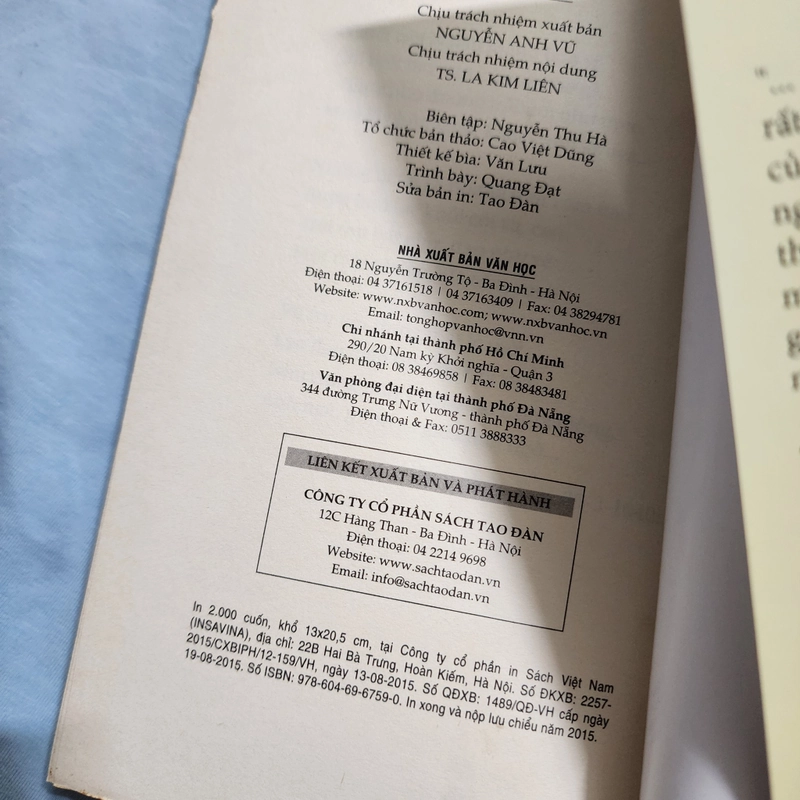 Chịu trách nhiệm xuất bản
NGUYỄN ANH VŨ
Chịu trách nhiệm nội dung
TS. LA KIM LIÊN
Biên tập: Nguyễn Thu Hà
Tổ chức bản thảo: Cao Việt Dũng
Thiết kế bìa: Văn Lưu
Trình bày: Quang Đạt
Sửa bản in: Tao Đàn
NHÀ XUẤT BẢN VĂN HỌC
18 Nguyễn Trường Tộ - Ba Đình - Hà Nội
Điện thoại: 04 37161518 | 04 37163409 | Fax: 04 38294781
Website: www.nxbvanhoc.com; www.nxbvanhoc.vn
Email: tonghopvanhoc@vnn.vn
Chi nhánh tại thành phố Hồ Chí Minh
290/20 Nam kỳ Khởi nghĩa - Quận 3
Điện thoại: 08 38469858 | Fax: 08 38483481
Văn phòng đại diện tại thành phố Đà Nẵng
344 đường Trưng Nữ Vương - thành phố Đà Nẵng
Điện thoại & Fax: 0511 3888333
LIÊN KẾT XUẤT BẢN VÀ PHÁT HÀNH
CÔNG TY CỔ PHẦN SÁCH TAO ĐÀN
12C Hàng Than - Ba Đình - Hà Nội
Điện thoại: 04 2214 9698
Website: www.sachtaodan.vn
Email: info@sachtaodan.vn
In 2.000 cuốn, khổ 13x20,5 cm, tại Công ty cổ phần in Sách Việt Nam
(INSAVINA), địa chỉ: 22B Hai Bà Trưng, Hoàn Kiếm, Hà Nội. Số ĐKXB: 2257-
2015/CXBIPH/12-159/VH, ngày 13-08-2015. Số QĐXB: 1489/QĐ-VH cấp ngày
19-08-2015. Số ISBN: 978-604-69-6759-0. In xong và nộp lưu chiểu năm 2015.
rất